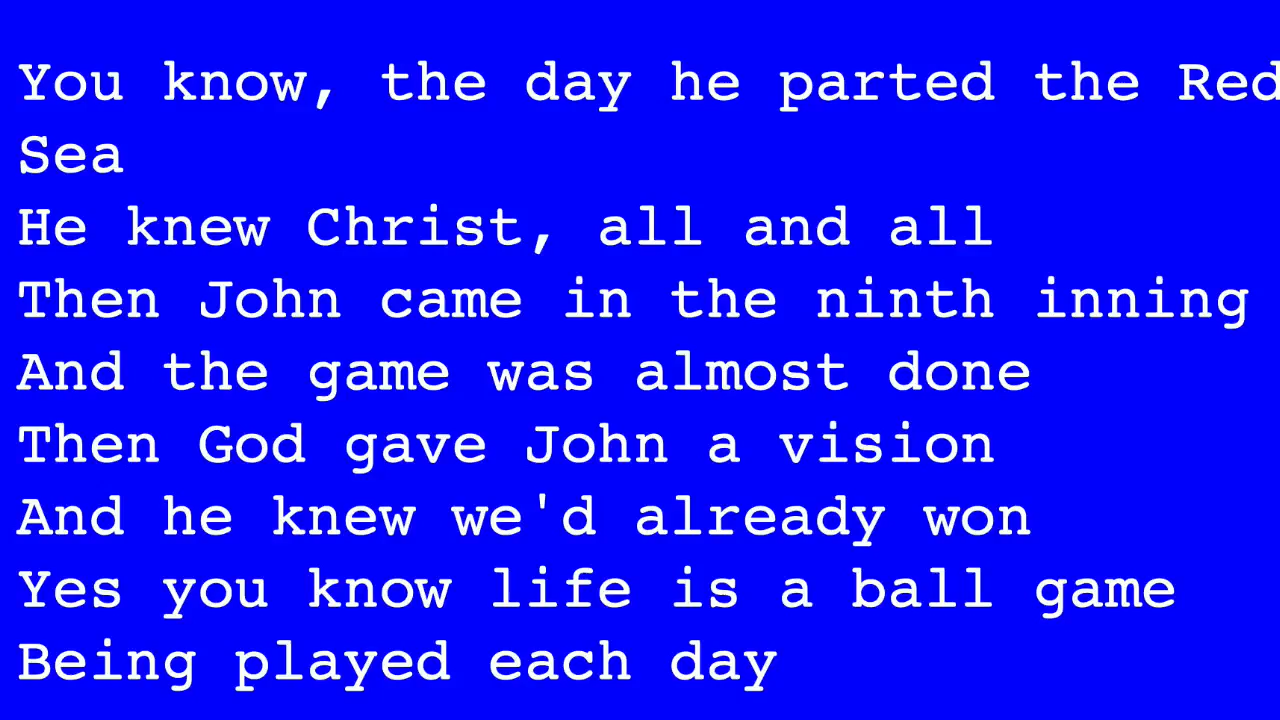 You know, the day he parted the Red
Sea
He knew Christ, all and all
Then John came in the ninth inning
And the game was almost done
Then God gave John a vision
And he knew we'd already won
Yes you know life is a ball game
Being played each day